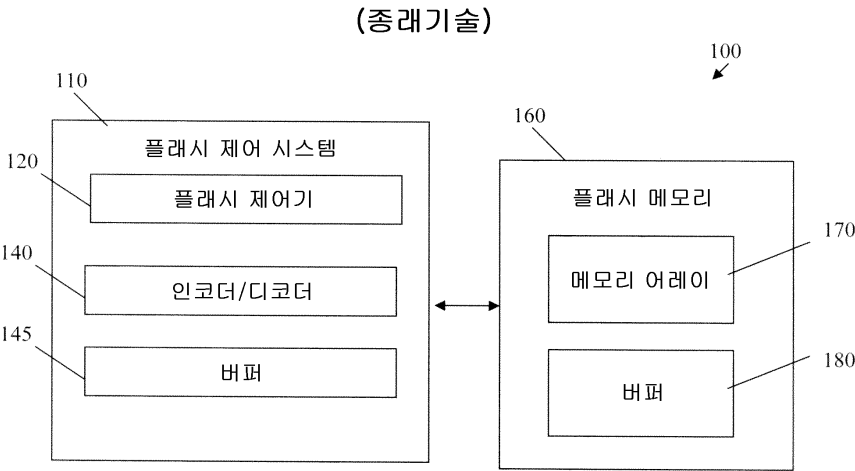 (종래기술)
100
110
플래시 제어 시스템
120
플래시 제어기
140
인코더/디코더
145
버퍼
160
플래시 메모리
170
메모리 어레이
180
버퍼